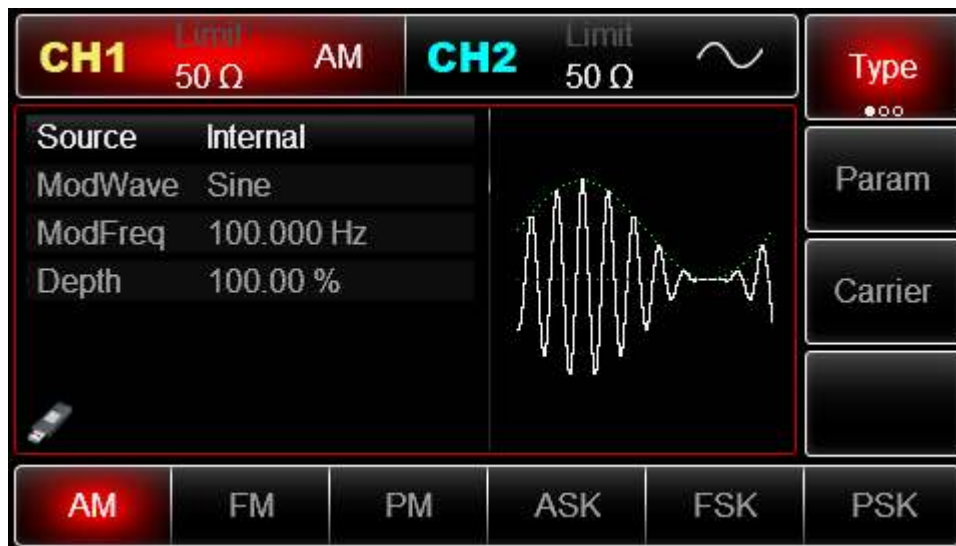 CH1 Limit 50 Ω AM CH2 Limit 50 Ω Type
Source Internal
ModWave Sine
ModFreq 100.000 Hz
Depth 100.00 %
Param
Carrier
AM FM PM ASK FSK PSK